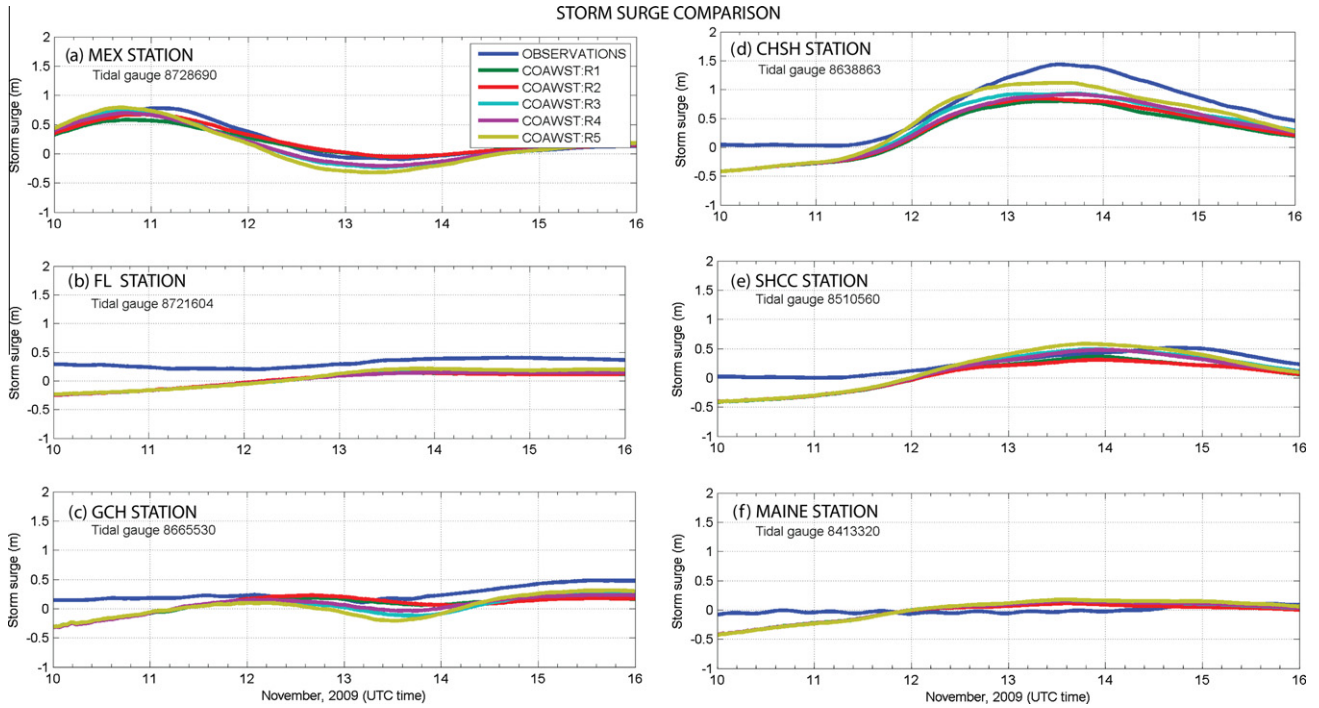 STORM SURGE COMPARISON
(a) MEX STATION
Tidal gauge 8728690
OBSERVATIONS
COAWST:R1
COAWST:R2
COAWST:R3
COAWST:R4
COAWST:R5
Storm surge (m)
2
1.5
1
0.5
0
-0.5
-1
10 11 12 13 14 15 16
(b) FL STATION
Tidal gauge 8721604
Storm surge (m)
2
1.5
1
0.5
0
-0.5
-1
10 11 12 13 14 15 16
(c) GCH STATION
Tidal gauge 8665530
Storm surge (m)
2
1.5
1
0.5
0
-0.5
-1
10 11 12 13 14 15 16
November, 2009 (UTC time)
(d) CHSH STATION
Tidal gauge 8638863
Storm surge (m)
2
1.5
1
0.5
0
-0.5
-1
10 11 12 13 14 15 16
(e) SHCC STATION
Tidal gauge 8510560
Storm surge (m)
2
1.5
1
0.5
0
-0.5
-1
10 11 12 13 14 15 16
(f) MAINE STATION
Tidal gauge 8413320
Storm surge (m)
2
1.5
1
0.5
0
-0.5
-1
10 11 12 13 14 15 16
November, 2009 (UTC time)